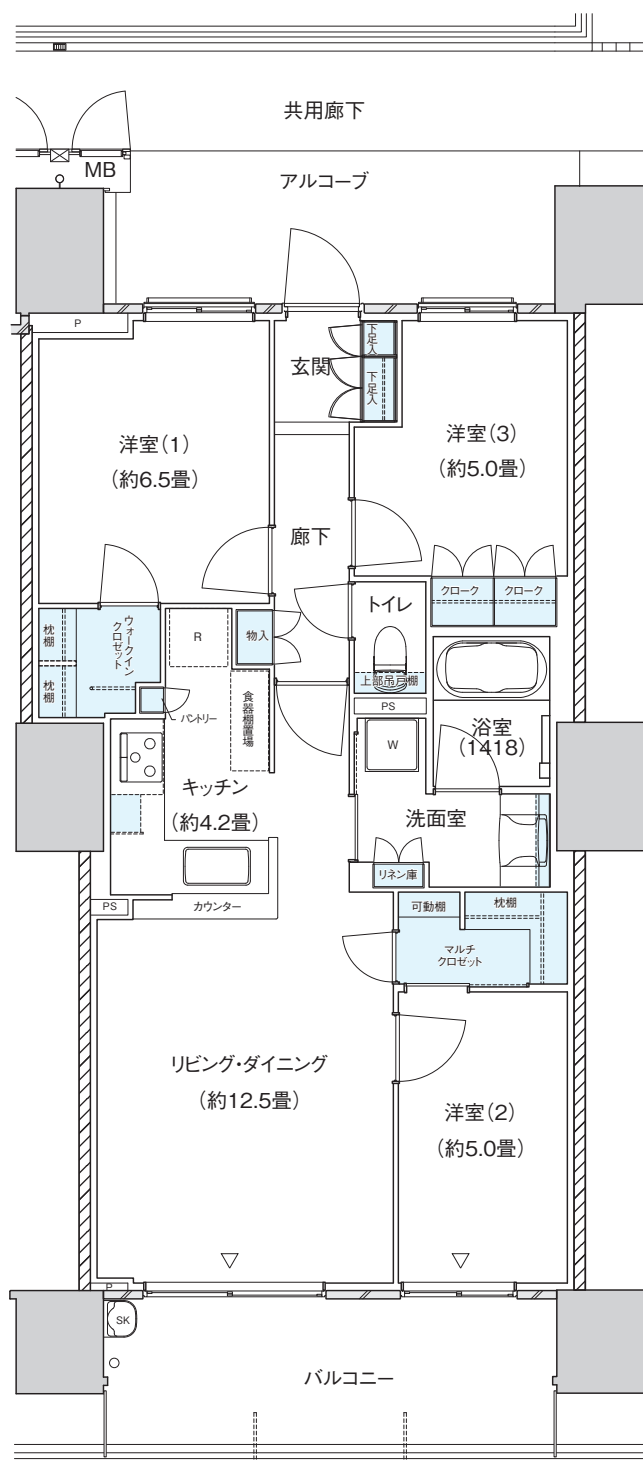 共用廊下
MB
アルコーブ
P
玄関
下足入
下足入
洋室(1)
(約6.5畳)
洋室(3)
(約5.0畳)
廊下
クローク
クローク
トイレ
上部吊戸棚
PS
ウォークイン
クロゼット
枕棚
枕棚
R
物入
パントリー
食器棚置場
W
浴室
(1418)
キッチン
(約4.2畳)
洗面室
リネン庫
PS
カウンター
可動棚
枕棚
マルチ
クロゼット
リビング・ダイニング
(約12.5畳)
洋室(2)
(約5.0畳)
P
SK
バルコニー